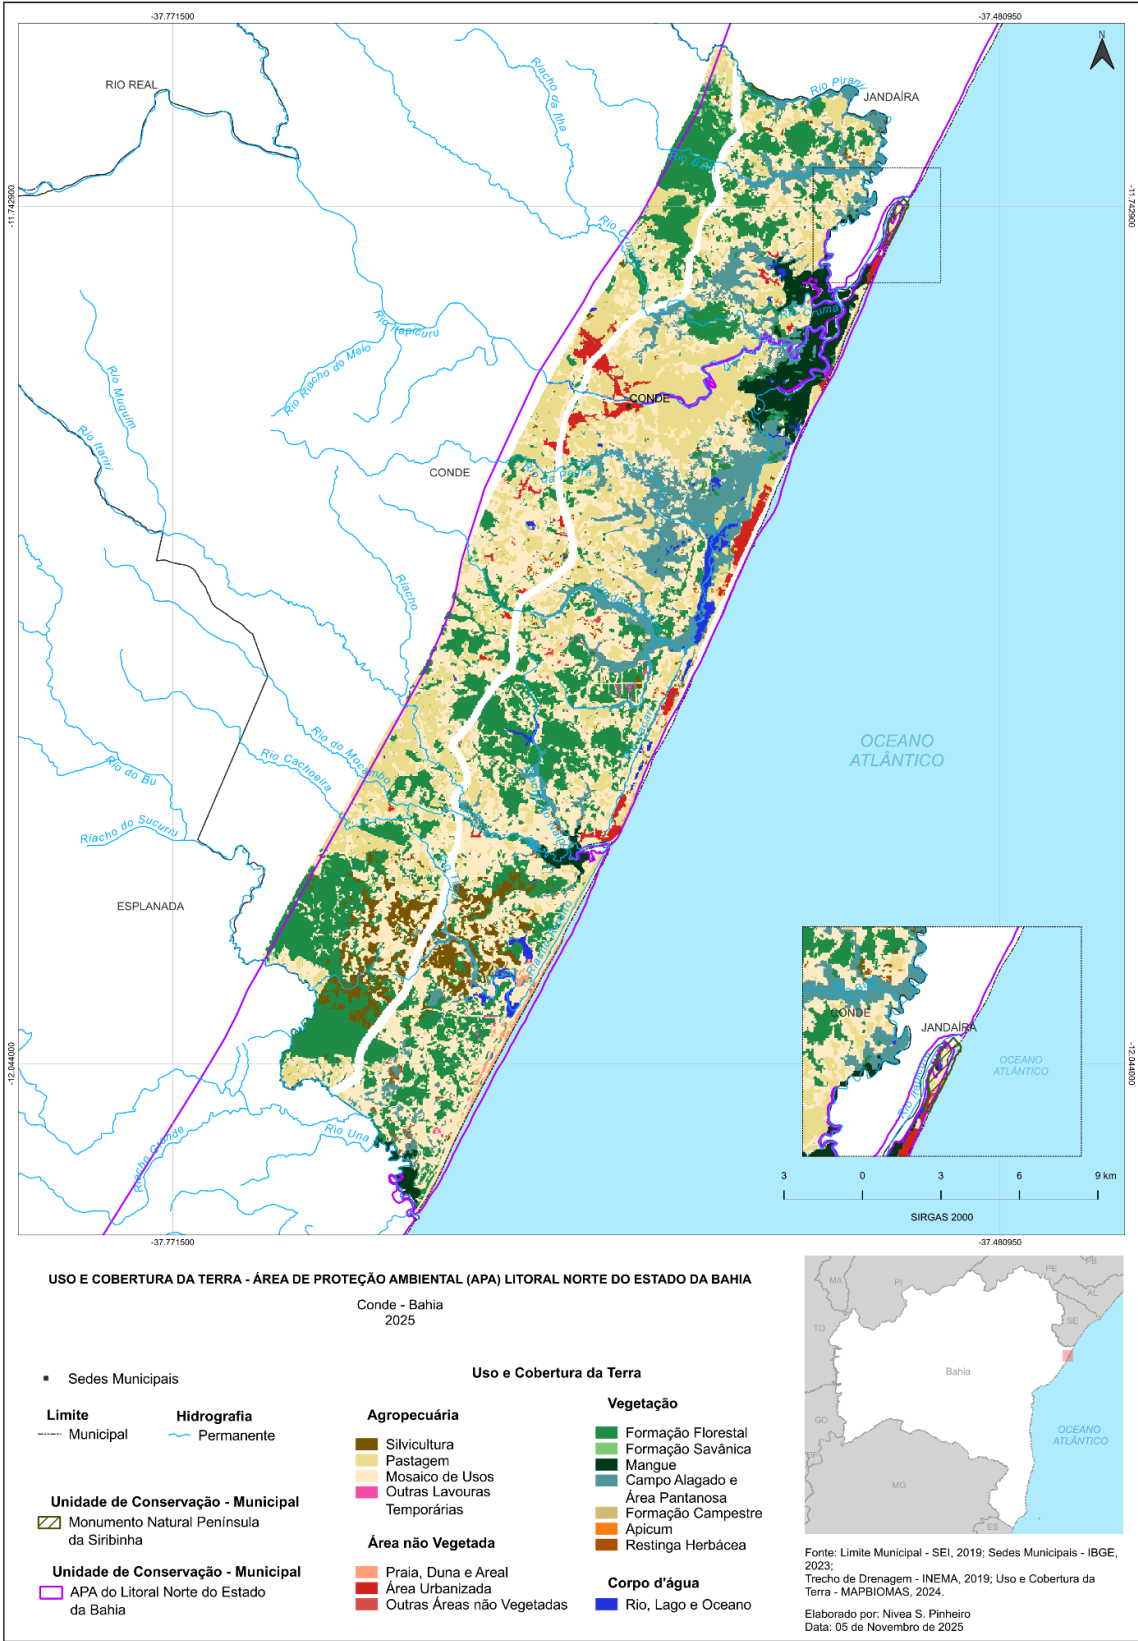 -37.771500
-37.480950
N
RIO REAL
Riacho da Ilha
Rio Piranji
JANDAÍRA
-11.742900
-11.742900
Rio Itapicuru
Rio Riacho do Meio
Rio Muquim
Rio Itariri
CONDE
CONDE
Riacho
OCEANO
ATLÂNTICO
Rio do Mocambo
Rio Cachoeira
Rio do Bu
Riacho do Sucuriu
ESPLANADA
CONDE
JANDAÍRA
Rio Itapicuru
OCEANO
ATLÂNTICO
-12.044000
-12.044000
Rio Una
Riacho Grande
3 0 3 6 9 km
SIRGAS 2000
-37.771500
-37.480950
USO E COBERTURA DA TERRA - ÁREA DE PROTEÇÃO AMBIENTAL (APA) LITORAL NORTE DO ESTADO DA BAHIA
Conde - Bahia
2025
Sedes Municipais
Limite
Municipal
Hidrografia
Permanente
Unidade de Conservação - Municipal
Monumento Natural Península
da Siribinha
Unidade de Conservação - Municipal
APA do Litoral Norte do Estado
da Bahia
Uso e Cobertura da Terra
Agropecuária
Silvicultura
Pastagem
Mosaico de Usos
Outras Lavouras
Temporárias
Área não Vegetada
Praia, Duna e Areal
Área Urbanizada
Outras Áreas não Vegetadas
Vegetação
Formação Florestal
Formação Savânica
Mangue
Campo Alagado e
Área Pantanosa
Formação Campestre
Apicum
Restinga Herbácea
Corpo d'água
Rio, Lago e Oceano
MA
PI
PE
PB
AL
SE
TO
Bahia
GO
DF
MG
ES
OCEANO
ATLÂNTICO
Fonte: Limite Municipal - SEI, 2019; Sedes Municipais - IBGE,
2023;
Trecho de Drenagem - INEMA, 2019; Uso e Cobertura da
Terra - MAPBIOMAS, 2024.
Elaborado por: Nivea S. Pinheiro
Data: 05 de Novembro de 2025